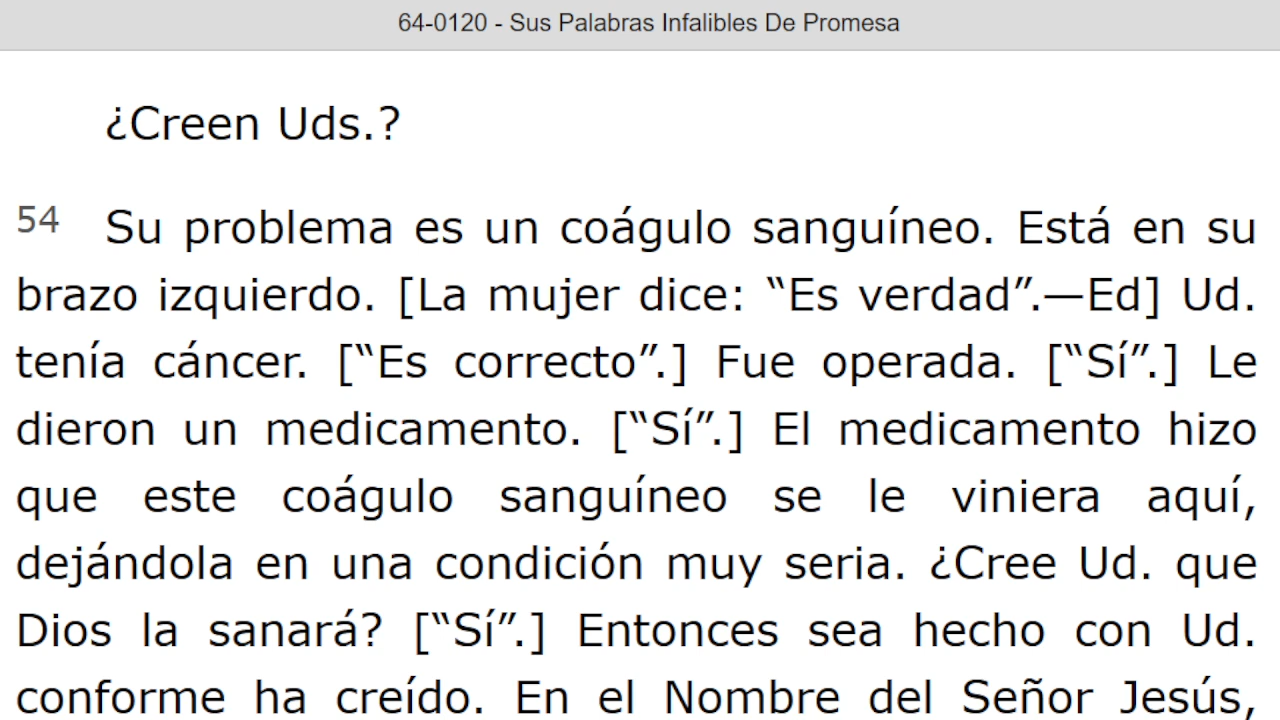 64-0120 - Sus Palabras Infalibles De Promesa
¿Creen Uds.?
54 Su problema es un coágulo sanguíneo. Está en su
brazo izquierdo. [La mujer dice: “Es verdad”.—Ed] Ud.
tenía cáncer. [“Es correcto”.] Fue operada. [“Sí”.] Le
dieron un medicamento. [“Sí”.] El medicamento hizo
que este coágulo sanguíneo se le viniera aquí,
dejándola en una condición muy seria. ¿Cree Ud. que
Dios la sanará? [“Sí”.] Entonces sea hecho con Ud.
conforme ha creído. En el Nombre del Señor Jesús,